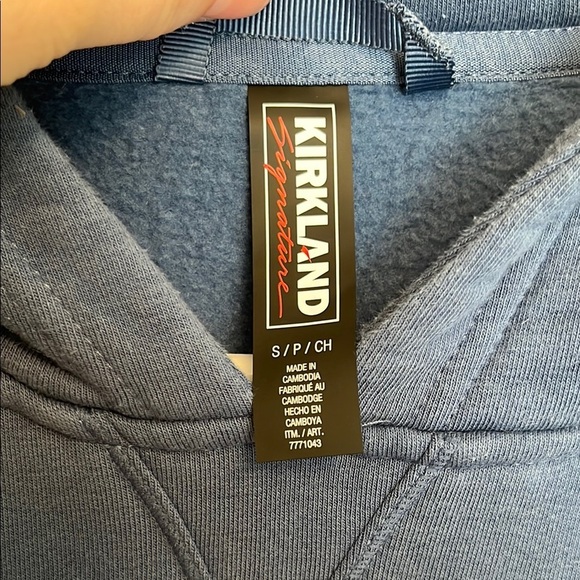 KIRKLAND
Signature
S / P / CH
MADE IN
CAMBODIA
FABRIQUÉ AU
CAMBODGE
HECHO EN
CAMBOYA
ITM. / ART.
7771043